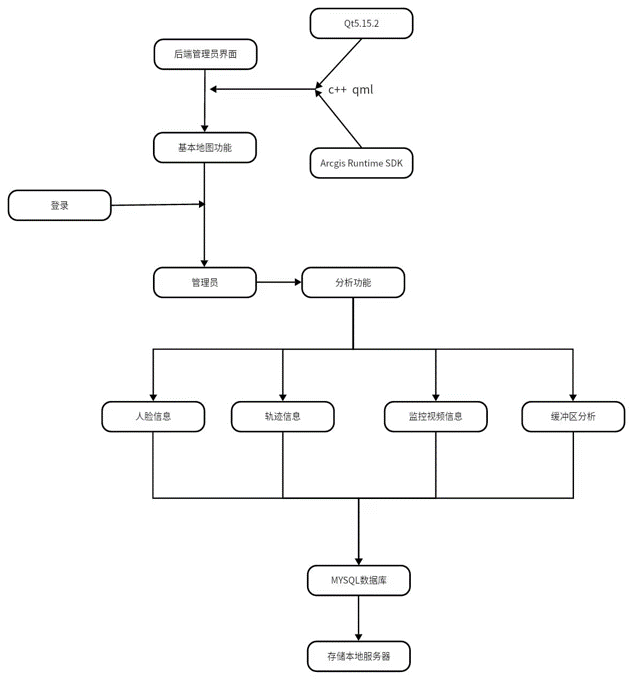 Qt5.15.2
后端管理员界面
c++ qml
基本地图功能
Arcgis Runtime SDK
登录
管理员
分析功能
人脸信息
轨迹信息
监控视频信息
缓冲区分析
MYSQL数据库
存储本地服务器